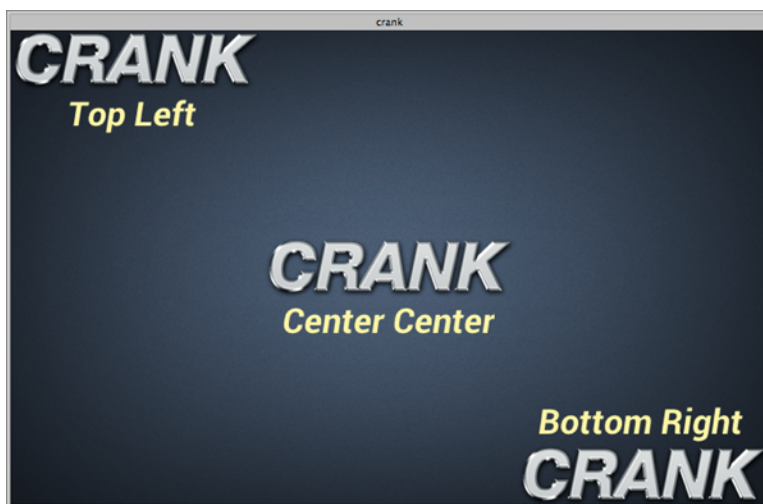 crank
CRANK
Top Left
CRANK
Center Center
Bottom Right
CRANK